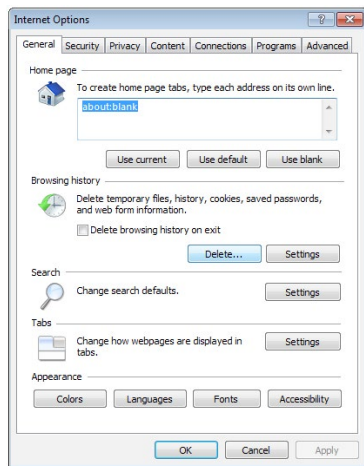 Internet Options
General Security Privacy Content Connections Programs Advanced
Home page
To create home page tabs, type each address on its own line.
about:blank
Use current Use default Use blank
Browsing history
Delete temporary files, history, cookies, saved passwords,
and web form information.
Delete browsing history on exit
Delete... Settings
Search
Change search defaults. Settings
Tabs
Change how webpages are displayed in
tabs. Settings
Appearance
Colors Languages Fonts Accessibility
OK Cancel Apply